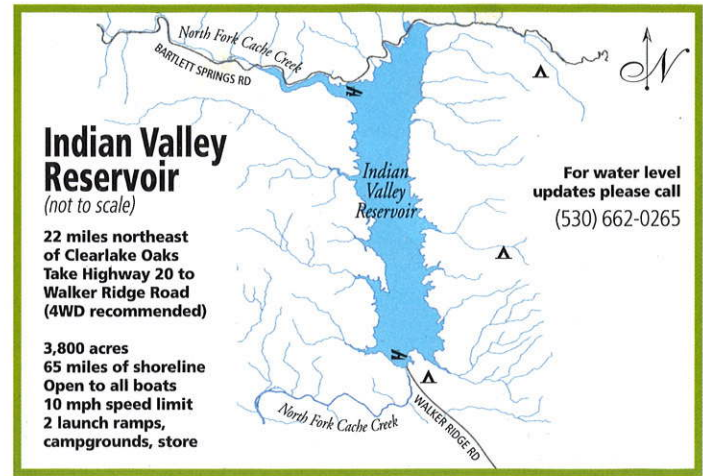 North Fork Cache Creek
BARTLETT SPRINGS RD
N
Indian Valley
Reservoir
(not to scale)
22 miles northeast
of Clearlake Oaks
Take Highway 20 to
Walker Ridge Road
(4WD recommended)
3,800 acres
65 miles of shoreline
Open to all boats
10 mph speed limit
2 launch ramps,
campgrounds, store
Indian
Valley
Reservoir
For water level
updates please call
(530) 662-0265
North Fork Cache Creek
WALKER RIDGE RD